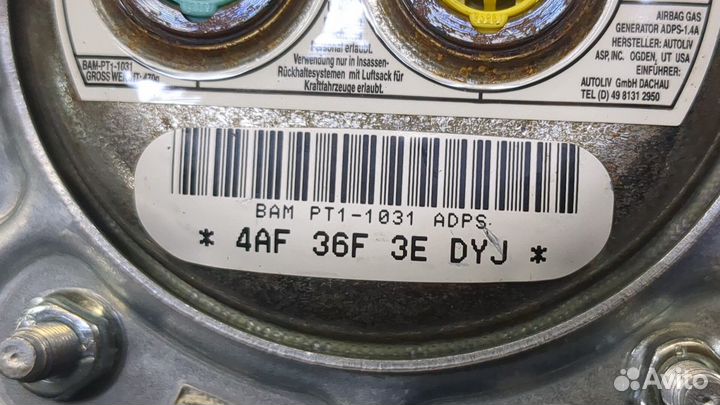 BAM-PT1-1031
Personal erlaubt.
Verwendung nur in Insassen-
Rückhaltesystemen mit Luftsack für
Kraftfahrzeuge erlaubt.
AIRBAG GAS
GENERATOR ADPS-1.4A
HERSTELLER: AUTOLIV
ASP, INC. OGDEN, UT USA
EINFÜHRER:
AUTOLIV GmbH DACHAU
TEL (D) 49 8131 2950
BAM PT1-1031 ADPS
* 4AF 36F 3E DYJ *
Avito